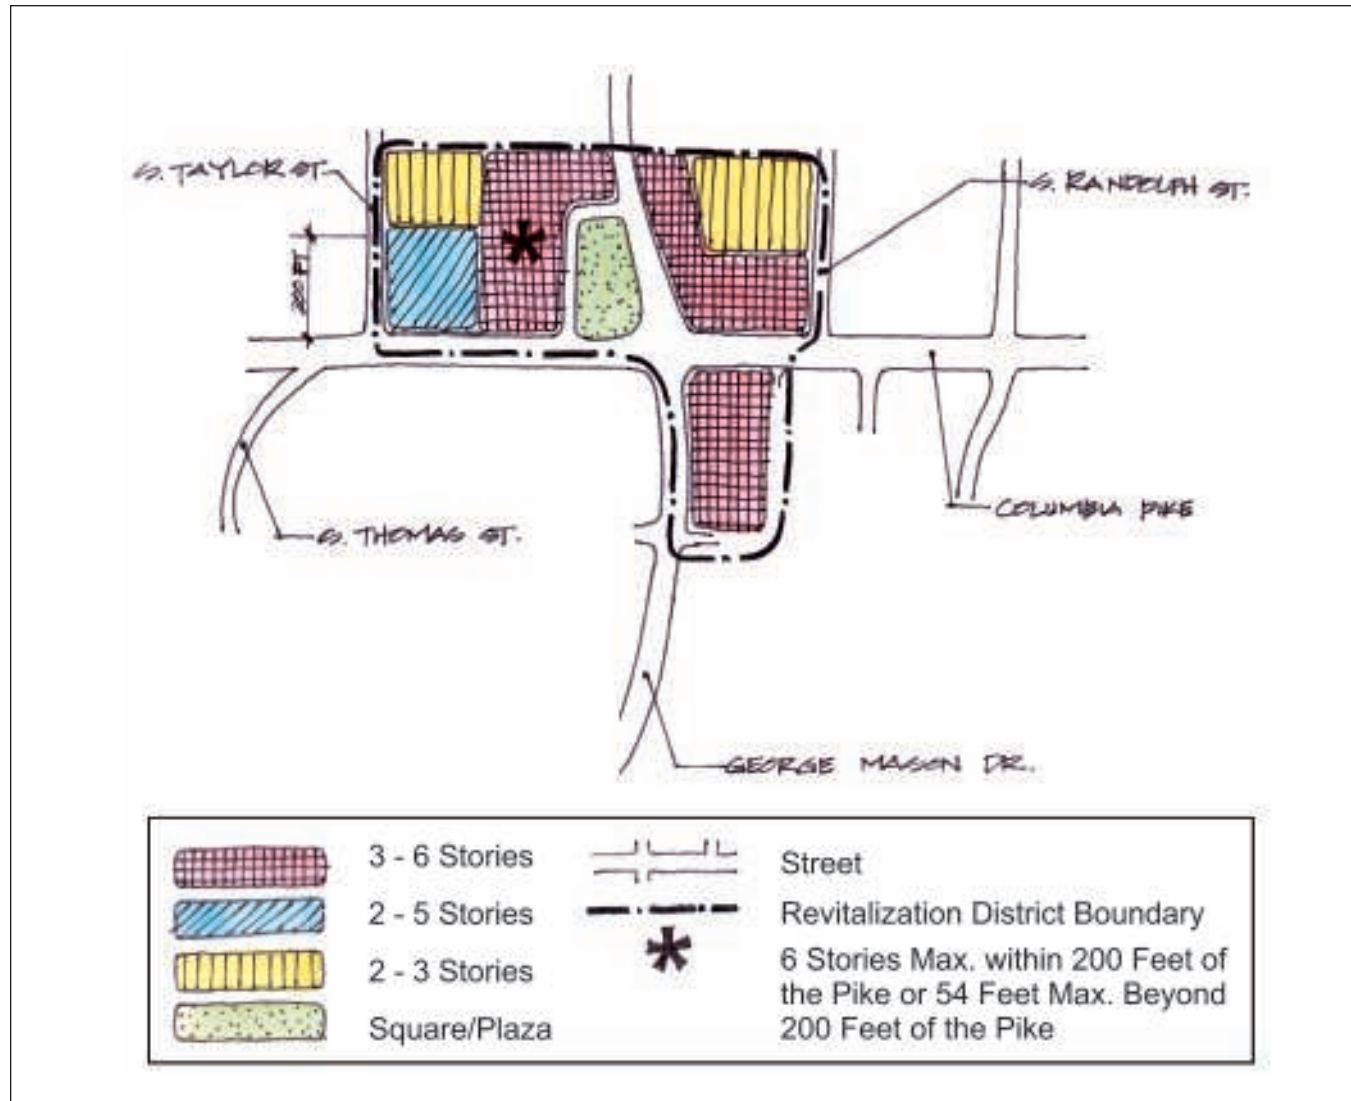 S. TAYLOR ST.
S. RANDOLPH ST.
200 FT
COLUMBIA PIKE
S. THOMAS ST.
GEORGE MASON DR.
3 - 6 Stories
2 - 5 Stories
2 - 3 Stories
Square/Plaza
Street
Revitalization District Boundary
6 Stories Max. within 200 Feet of
the Pike or 54 Feet Max. Beyond
200 Feet of the Pike